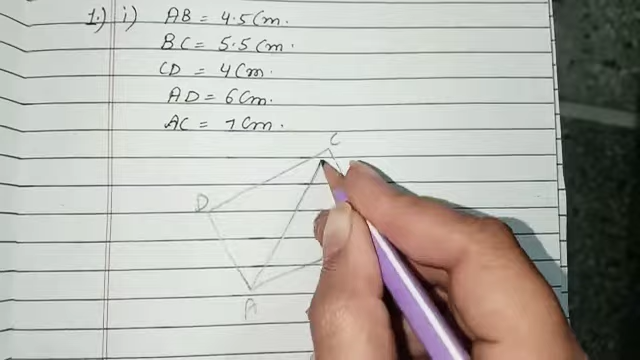 1.) i) AB = 4.5 Cm.
BC = 5.5 Cm.
CD = 4 Cm.
AD = 6 Cm.
AC = 7 Cm.
C
D
A